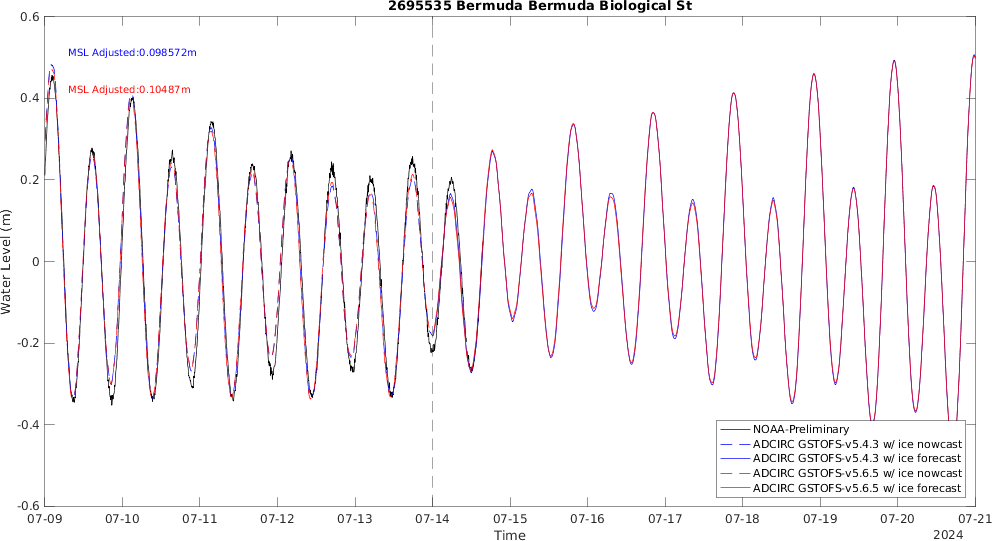 2695535 Bermuda Bermuda Biological St
MSL Adjusted:0.098572m
MSL Adjusted:0.10487m
Water Level (m)
0.6
0.4
0.2
0
-0.2
-0.4
-0.6
NOAA-Preliminary
ADCIRC GSTOFS-v5.4.3 w/ ice nowcast
ADCIRC GSTOFS-v5.4.3 w/ ice forecast
ADCIRC GSTOFS-v5.6.5 w/ ice nowcast
ADCIRC GSTOFS-v5.6.5 w/ ice forecast
07-09 07-10 07-11 07-12 07-13 07-14 07-15 07-16 07-17 07-18 07-19 07-20 07-21
Time
2024